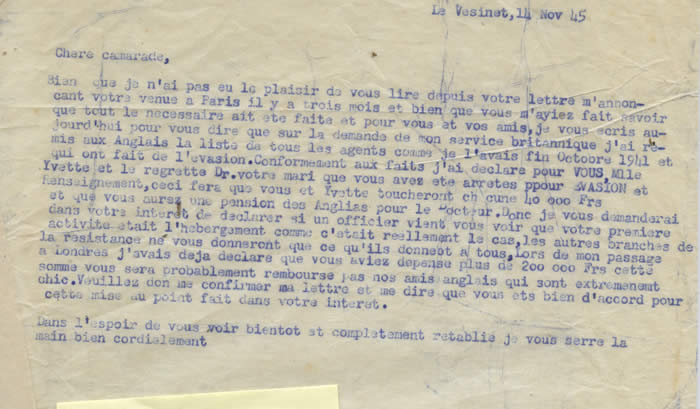 Le Vesinet,14 Nov 45
Chere camarade,
Bien que je n'ai pas eu le plaisir de vous lire depuis votre lettre m'annon-
cant votre venue a Paris il y a trois mois et bien que vous m'ayiez fait savoir
que tout le necessaire ait ete faite et pour vous et vos amis,je vous ecris au-
jourd'hui pour vous dire que sur la demande de mon service britannique j'ai re-
mis aux Anglais la liste de tous les agents comme je l'avais fin Octobre 1941 et
qui ont fait de l'evasion.Conformement aux faits j'ai declare pour VOUS,Mlle
Yvette et le regrette Dr.votre mari que vous avez ete arretes ppour EVASION et
Renseignement,ceci fera que vous et Yvette toucheront chacune 40 000 Frs
et que vous aurez une pension des Anglias pour le Docteur.Donc je vous demanderai
dans votre interet de declarer si un officier vient vous voir que votre premiere
activite etait l'hebergement comme c'etait reellement le cas,les autres branches de
la resistance ne vous donneront que ce qu'ils donnent a tous,Lors de mon passage
a Londres j'avais deja declare que vous aviez depense plus de 200 000 Frs cette
somme vous sera probablement rembourse pas nos amis anglais qui sont extrememnt
chic.Veuillez don me confirmer ma lettre et me dire que vous ets bien d'accord pour
cette mise au point fait dans votre interet.
Dans l'espoir de vous voir bientot et completement retablie je vous serre la
main bien cordielement